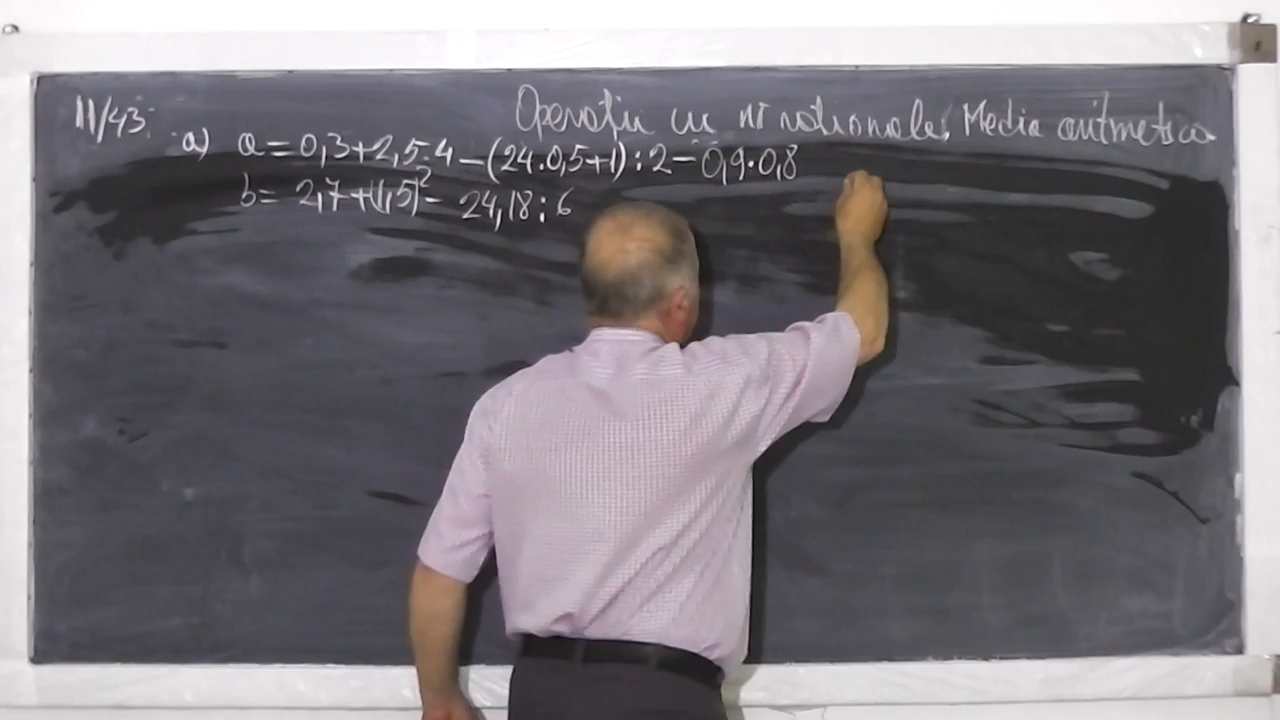 11/43
Operații cu nr raționale, Media aritmetica
a) a = 0,3+2,5·4 - (24·0,5+1) : 2 - 0,9·0,8
b = 2,7+(1,5)² - 24,18 : 6